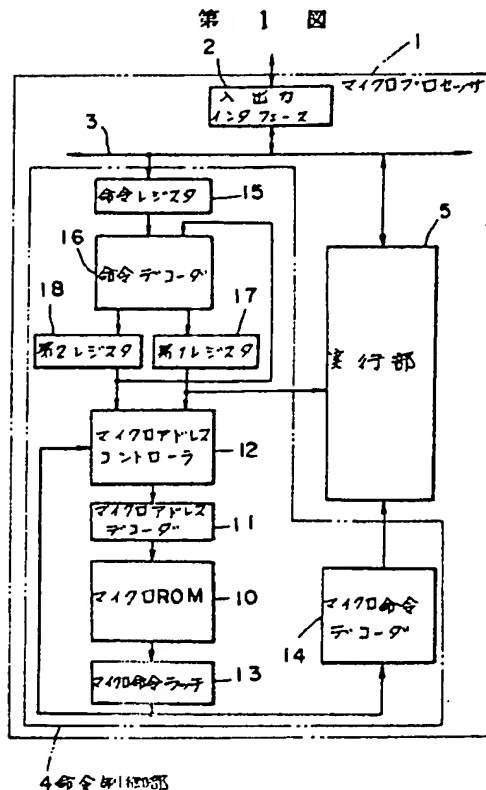 第 1 図
1
マイクロプロセッサ
2
入出力
インタフェース
3
命令レジスタ
15
5
16
命令デコーダ
18
17
第2レジスタ
第1レジスタ
実行部
マイクロアドレス
コントローラ
12
マイクロアドレス
デコーダ
11
マイクロROM
10
マイクロ命令
デコーダ
14
マイクロ命令ラッチ
13
4命令制御部